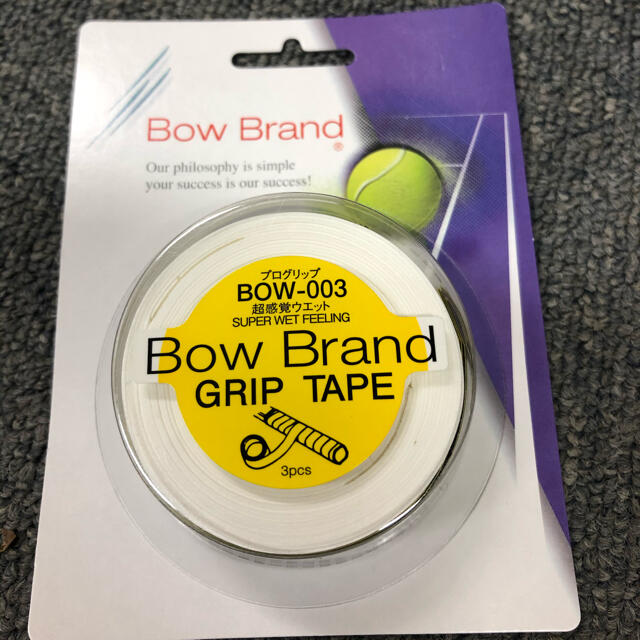 Bow Brand®
Our philosophy is simple
your success is our success!
プログリップ
BOW-003
超感覚ウエット
SUPER WET FEELING
Bow Brand
GRIP TAPE
3pcs